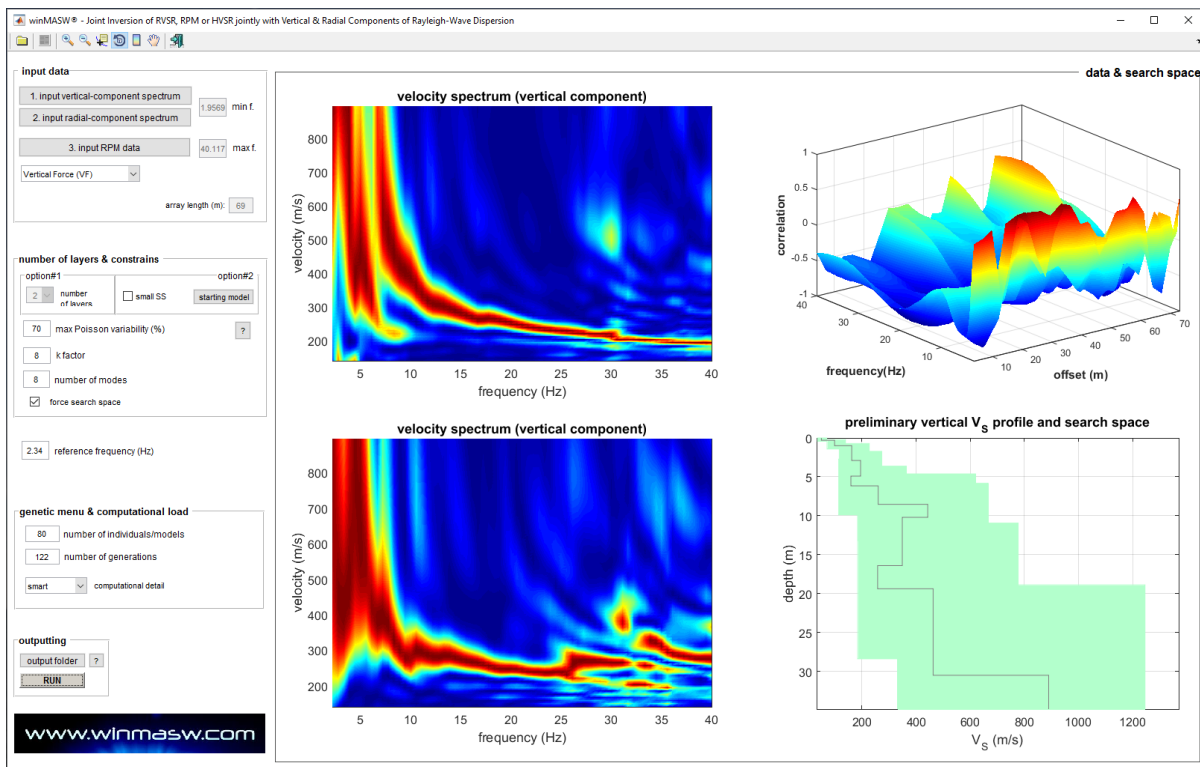 winMASW® - Joint Inversion of RVSR, RPM or HVSR jointly with Vertical & Radial Components of Rayleigh-Wave Dispersion
input data
1. input vertical-component spectrum
2. input radial-component spectrum
1.9569 min f.
3. input RPM data
40.117 max f.
Vertical Force (VF)
array length (m): 69
number of layers & constrains
option#1
option#2
2 number
of layers
small SS
starting model
70 max Poisson variability (%) ?
8 k factor
8 number of modes
force search space
2.34 reference frequency (Hz)
genetic menu & computational load
80 number of individuals/models
122 number of generations
smart computational detail
outputting
output folder ?
RUN
www.winmasw.com
data & search space
velocity spectrum (vertical component)
velocity (m/s)
900
800
700
600
500
400
300
200
5 10 15 20 25 30 35 40
frequency (Hz)
correlation
1
0.5
0
-0.5
-1
40
30
20
10
frequency(Hz)
10 20 30 40 50 60 70
offset (m)
velocity spectrum (vertical component)
velocity (m/s)
800
700
600
500
400
300
200
5 10 15 20 25 30 35 40
frequency (Hz)
preliminary vertical VS profile and search space
depth (m)
0
5
10
15
20
25
30
200 400 600 800 1000 1200
VS (m/s)